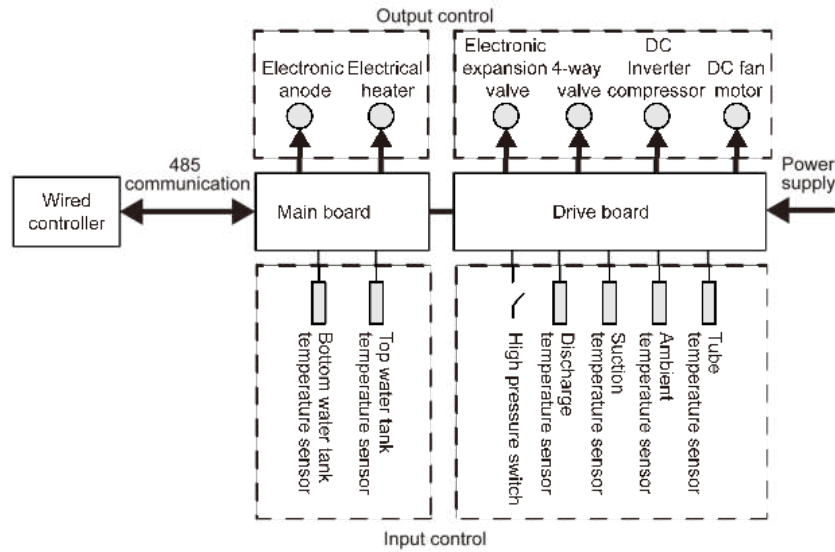 Output control
Electronic
anode
Electrical
heater
Electronic
expansion
valve
4-way
valve
DC
Inverter
compressor
DC fan
motor
485
communication
Power
supply
Wired
controller
Main board
Drive board
Bottom water tank
temperature sensor
Top water tank
temperature sensor
High pressure switch
Discharge
temperature sensor
Suction
temperature sensor
Ambient
temperature sensor
Tube
temperature sensor
Input control